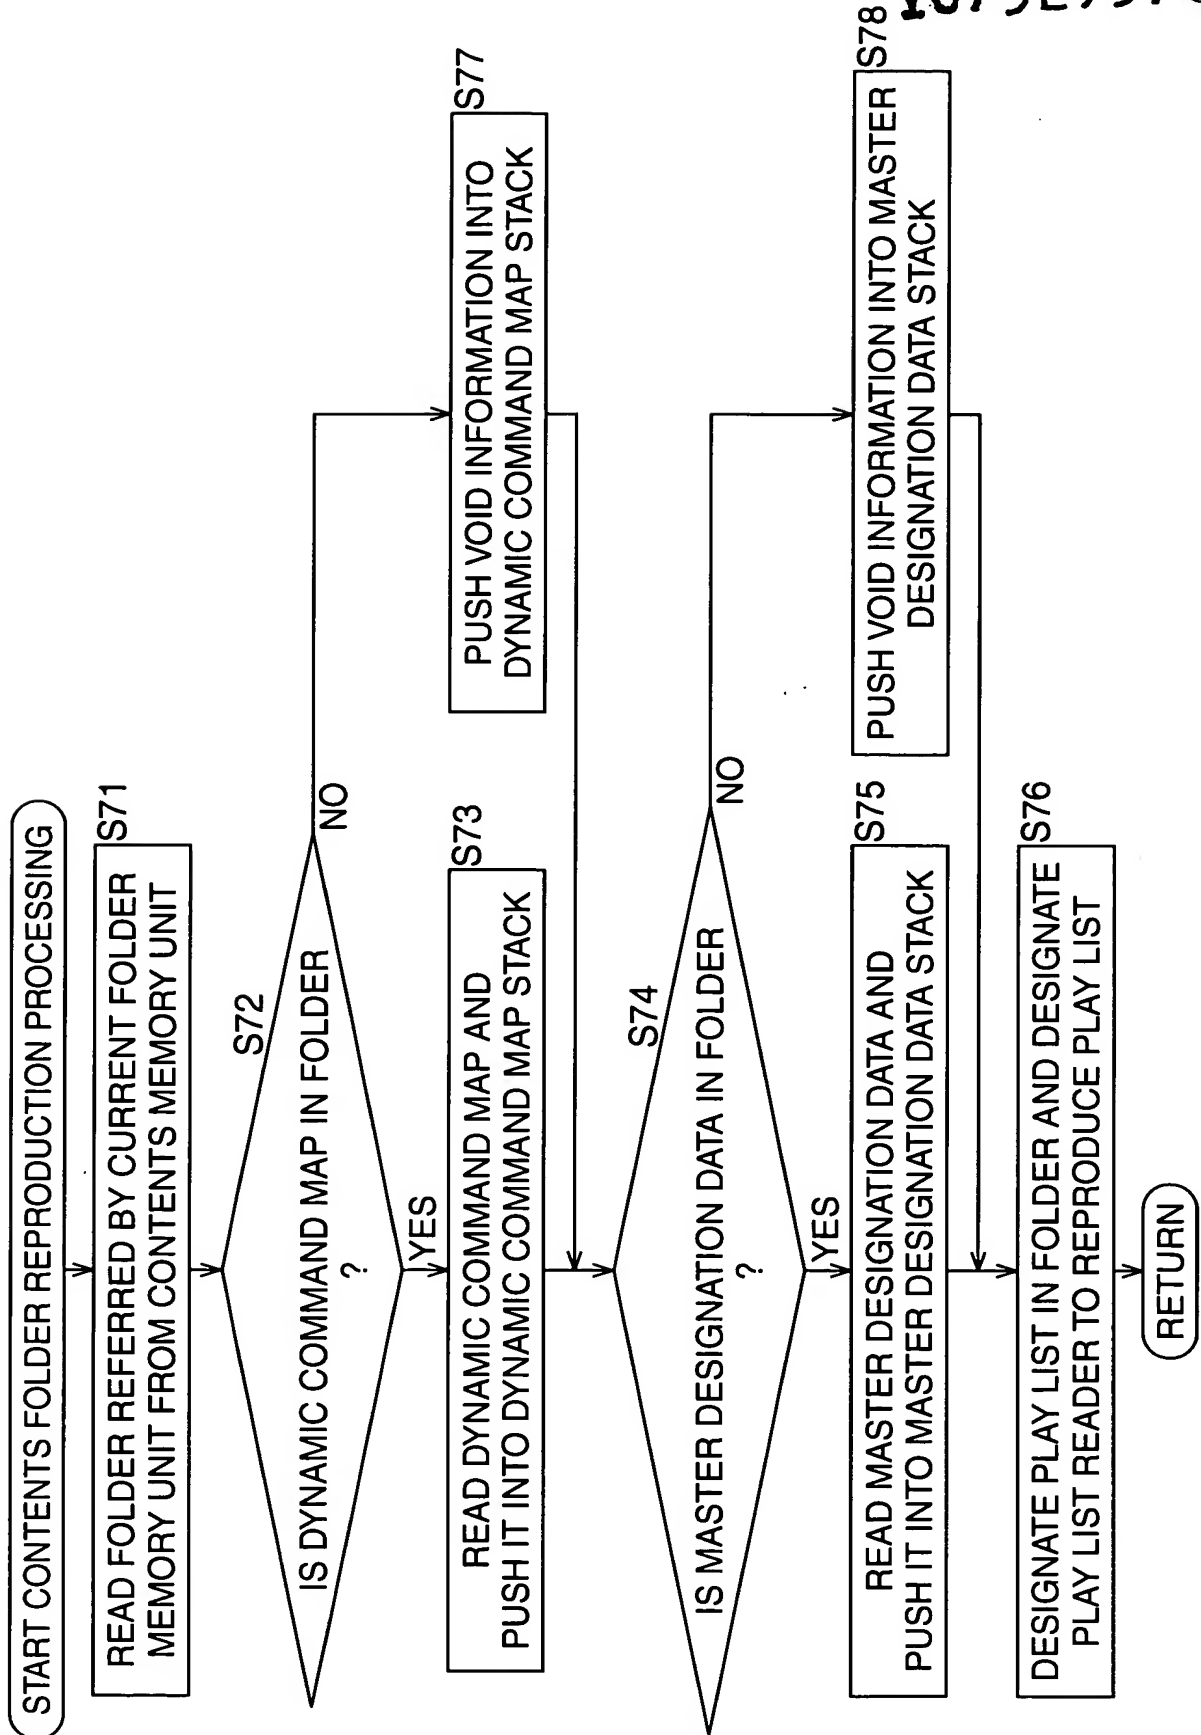 START CONTENTS FOLDER REPRODUCTION PROCESSING
S71
READ FOLDER REFERRED BY CURRENT FOLDER
MEMORY UNIT FROM CONTENTS MEMORY UNIT
S72
IS DYNAMIC COMMAND MAP IN FOLDER
?
NO
YES
S73
READ DYNAMIC COMMAND MAP AND
PUSH IT INTO DYNAMIC COMMAND MAP STACK
S77
PUSH VOID INFORMATION INTO
DYNAMIC COMMAND MAP STACK
S74
IS MASTER DESIGNATION DATA IN FOLDER
?
NO
YES
S75
READ MASTER DESIGNATION DATA AND
PUSH IT INTO MASTER DESIGNATION DATA STACK
S78
PUSH VOID INFORMATION INTO MASTER
DESIGNATION DATA STACK
S76
DESIGNATE PLAY LIST IN FOLDER AND DESIGNATE
PLAY LIST READER TO REPRODUCE PLAY LIST
RETURN